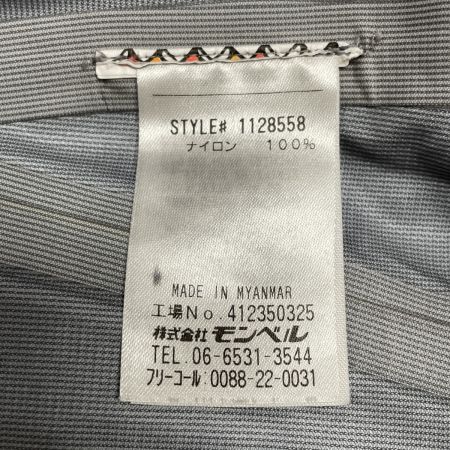 STYLE# 1128558
ナイロン 100%
MADE IN MYANMAR
工場No.412350325
株式会社モンベル
TEL.06-6531-3544
フリーコール:0088-22-0031